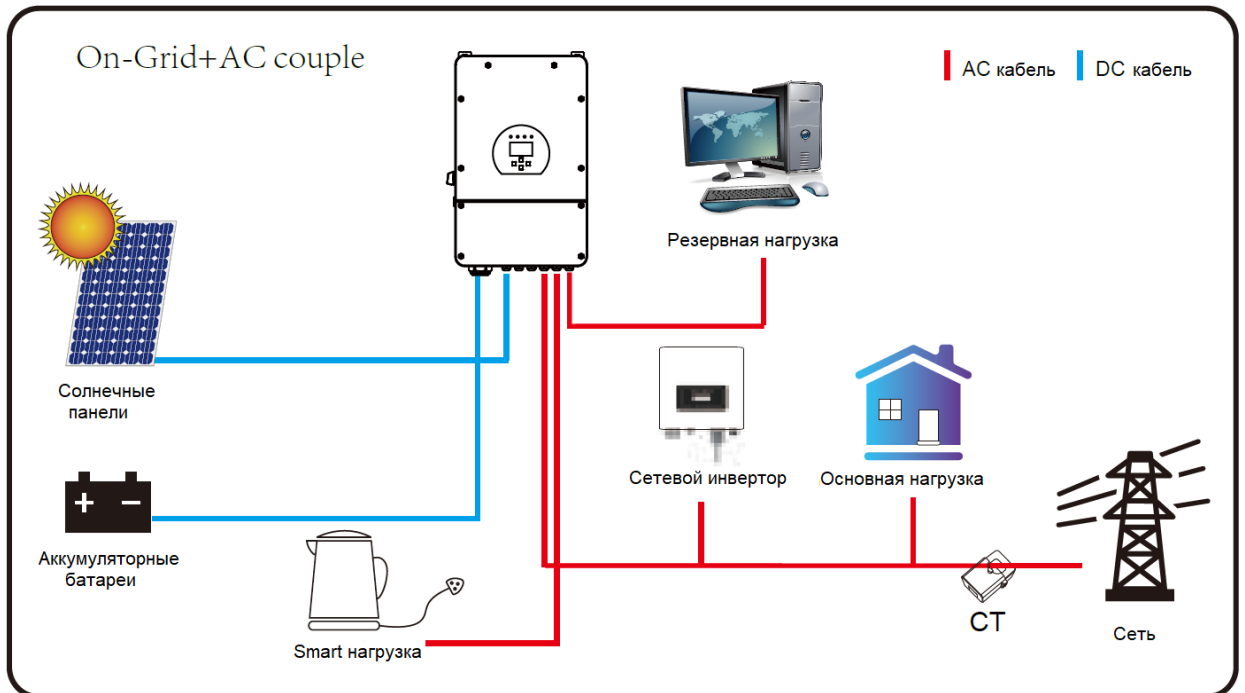 On-Grid+AC couple
AC кабель
DC кабель
Резервная нагрузка
Солнечные
панели
Сетевой инвертор
Основная нагрузка
+ −
Аккумуляторные
батареи
CT
Сеть
Smart нагрузка